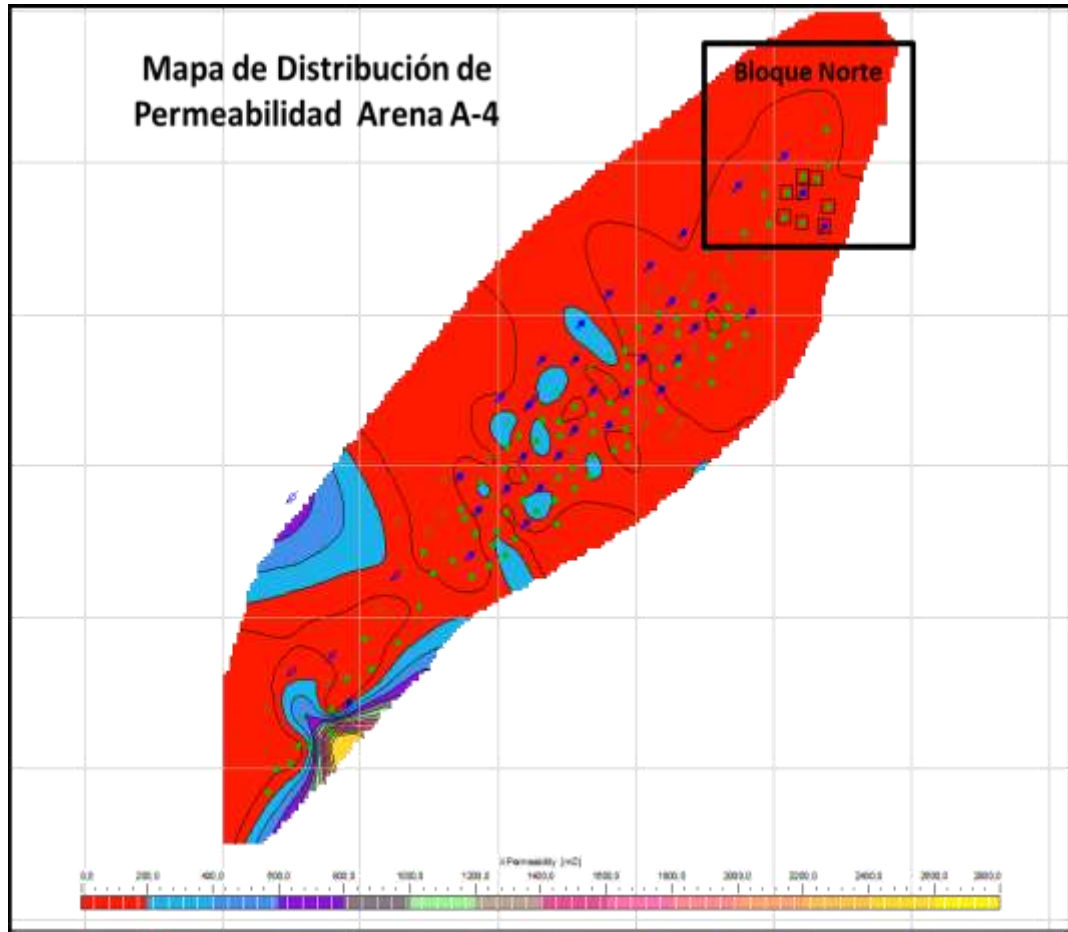 Mapa de Distribución de
Permeabilidad Arena A-4
Bloque Norte
X Permeability [mD]
0,0 200,0 400,0 600,0 800,0 1000,0 1200,0 1400,0 1600,0 1800,0 2000,0 2200,0 2400,0 2600,0 2800,0